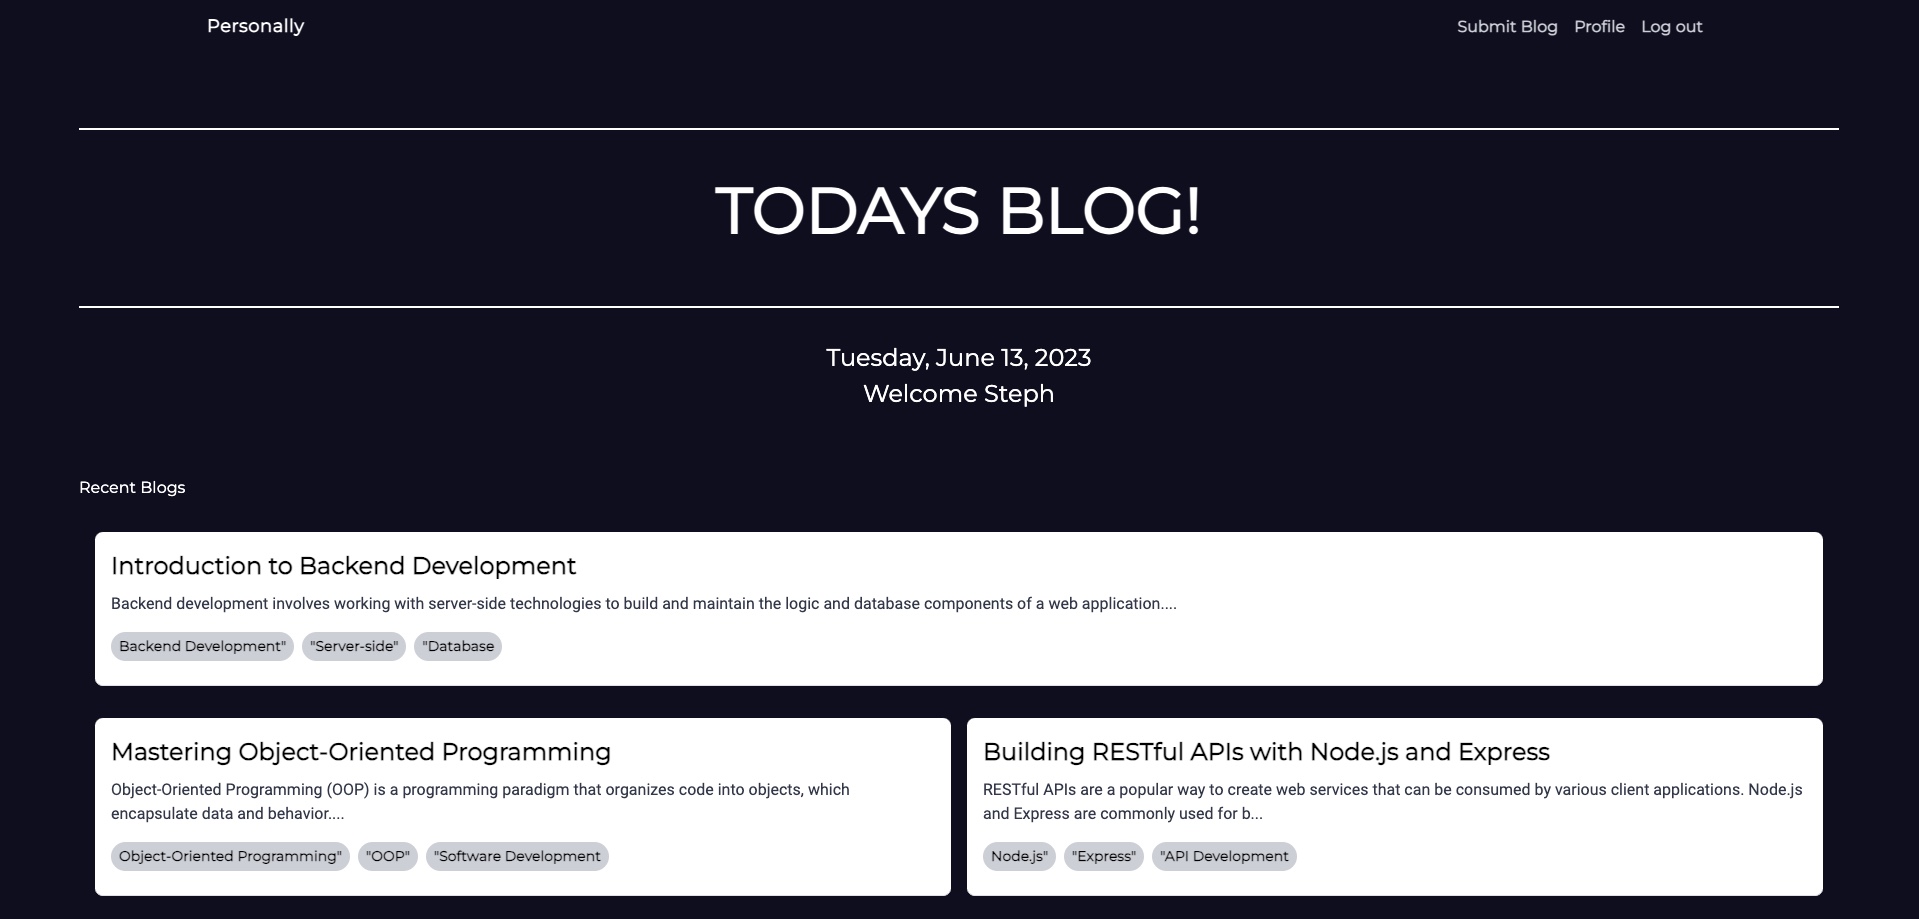 Personally
Submit Blog Profile Log out
TODAYS BLOG!
Tuesday, June 13, 2023
Welcome Steph
Recent Blogs
Introduction to Backend Development
Backend development involves working with server-side technologies to build and maintain the logic and database components of a web application....
Backend Development" "Server-side" "Database
Mastering Object-Oriented Programming
Object-Oriented Programming (OOP) is a programming paradigm that organizes code into objects, which
encapsulate data and behavior....
Object-Oriented Programming" "OOP" "Software Development
Building RESTful APIs with Node.js and Express
RESTful APIs are a popular way to create web services that can be consumed by various client applications. Node.js
and Express are commonly used for b...
Node.js" "Express" "API Development